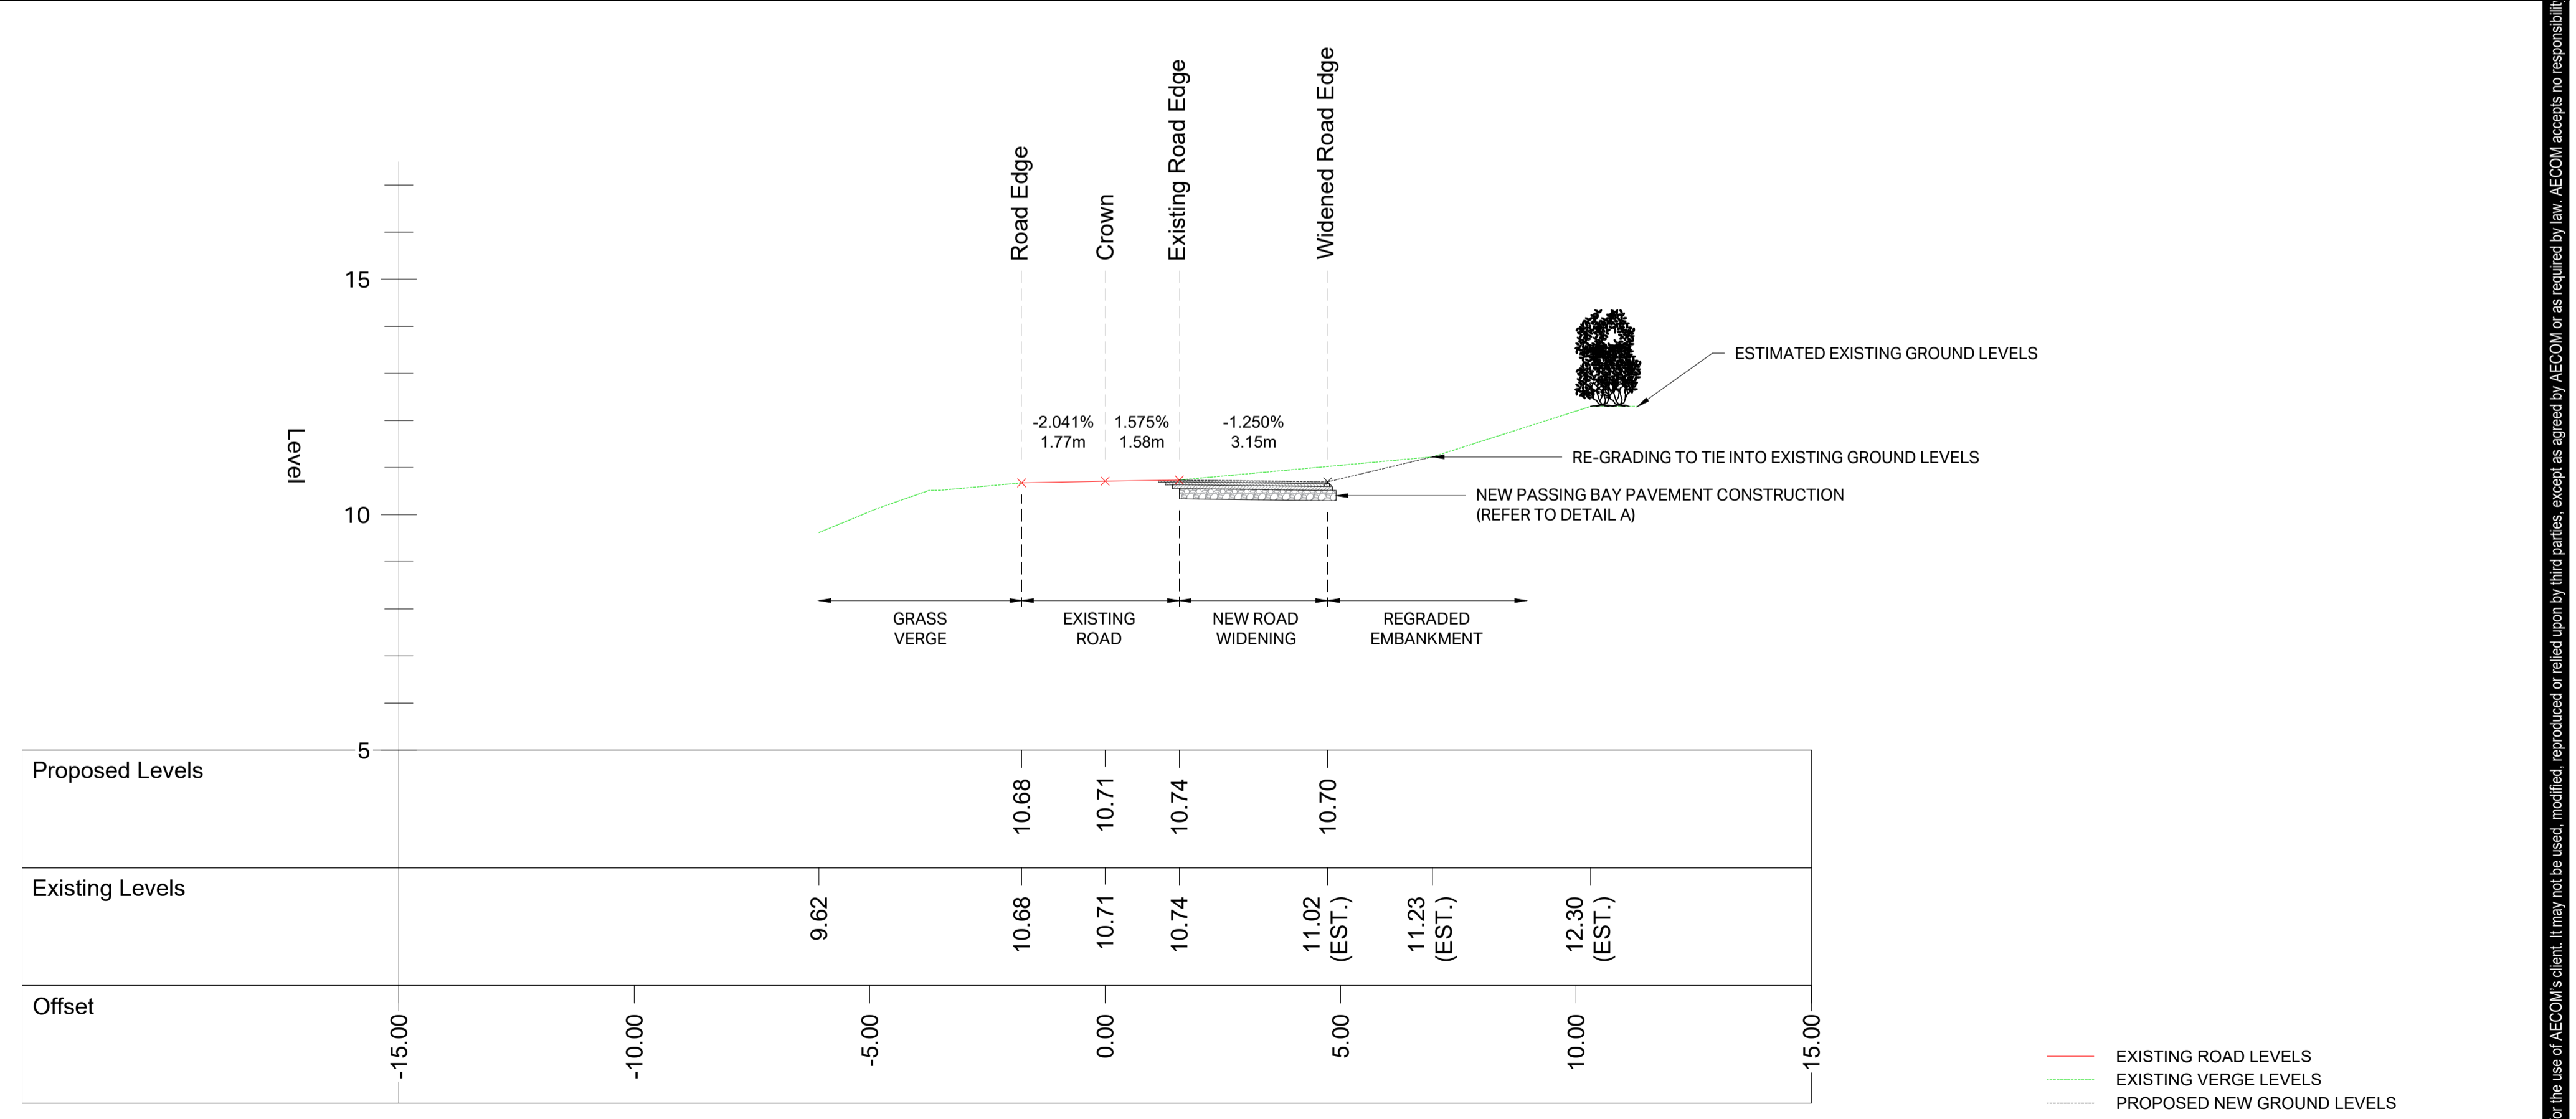 Road Edge
Crown
Existing Road Edge
Widened Road Edge
15
10
5
Level
-2.041%
1.77m
1.575%
1.58m
-1.250%
3.15m
ESTIMATED EXISTING GROUND LEVELS
RE-GRADING TO TIE INTO EXISTING GROUND LEVELS
NEW PASSING BAY PAVEMENT CONSTRUCTION
(REFER TO DETAIL A)
GRASS
VERGE
EXISTING
ROAD
NEW ROAD
WIDENING
REGRADED
EMBANKMENT
Proposed Levels
10.68
10.71
10.74
10.70
Existing Levels
9.62
10.68
10.71
10.74
11.02
(EST.)
11.23
(EST.)
12.30
(EST.)
Offset
-15.00
-10.00
-5.00
0.00
5.00
10.00
15.00
EXISTING ROAD LEVELS
EXISTING VERGE LEVELS
PROPOSED NEW GROUND LEVELS
the use of AECOM's client. It may not be used, modified, reproduced or relied upon by third parties, except as agreed by AECOM or as required by law. AECOM accepts no responsibility